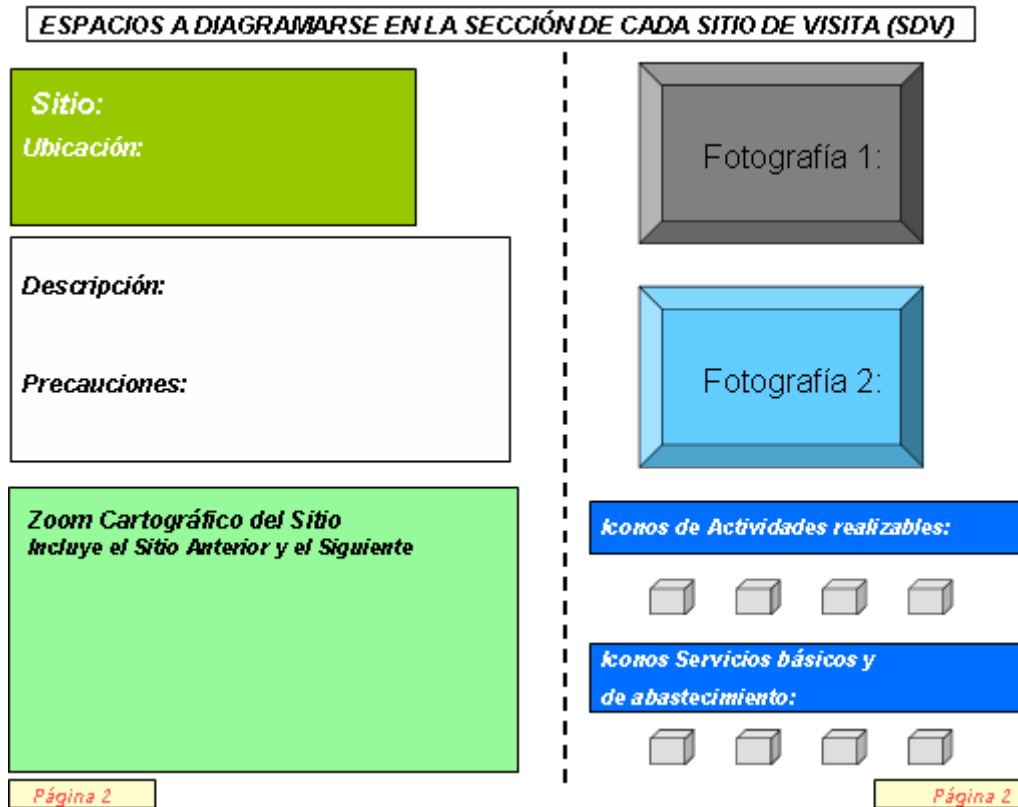 ESPACIOS A DIAGRAMARSE EN LA SECCIÓN DE CADA SITIO DE VISITA (SDV)
Sitio:
Ubicación:
Descripción:
Precauciones:
Zoom Cartográfico del Sitio
Incluye el Sitio Anterior y el Siguiente
Página 2
Fotografía 1:
Fotografía 2:
Iconos de Actividades realizables:
Iconos Servicios básicos y
de abastecimiento:
Página 2